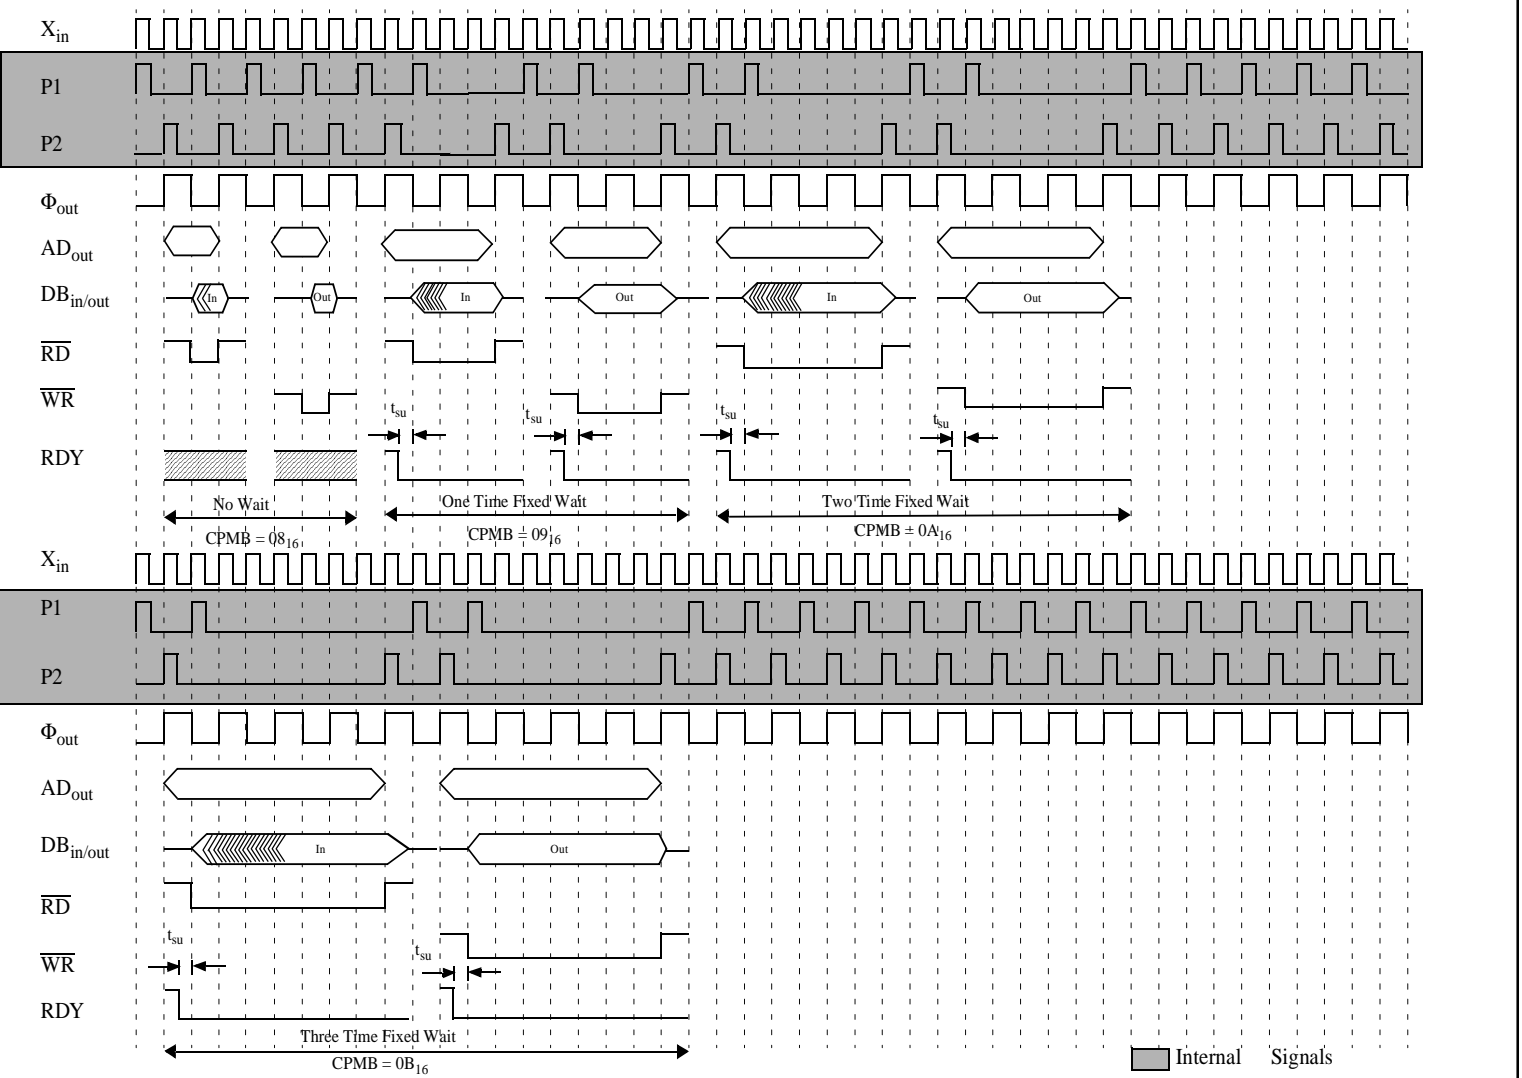 Xin
P1
P2
Φout
ADout
DBin/out
In Out In Out In Out
RD
WR
tsu tsu tsu tsu
RDY
No Wait One Time Fixed Wait Two Time Fixed Wait
CPMB = 0816 CPMB = 0916 CPMB = 0A16
Xin
P1
P2
Φout
ADout
DBin/out
In Out
RD
tsu tsu
WR
RDY
Three Time Fixed Wait
CPMB = 0B16
Internal Signals